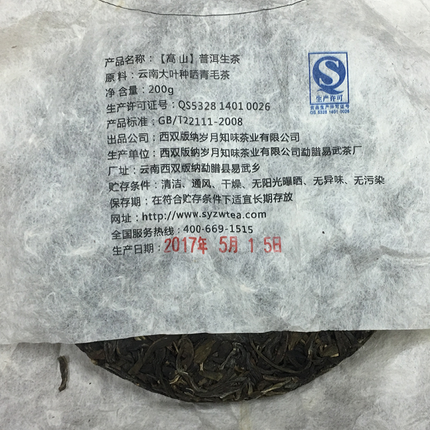 产品名称：【高 山】普洱生茶
原料：云南大叶种晒青毛茶
净 含量：200g
生产许可证号：QS5328 1401 0026
产品标准：GB/T22111-2008
出品公司：西双版纳岁月知味茶业有限公司
生产单位：西双版纳岁月知味茶业有限公司勐腊易武茶厂
厂址：云南西双版纳勐腊县易武乡
贮存条件：清洁、通风、干燥、无阳光曝晒、无异味、无污染
保存期：在符合贮存条件下适宜长期存放
网址：http://www.syzwtea.com
全国服务热线：400-669-1515
生产日期：2017年 5月 1 5日
生产许可
QS 5328 1401 0026